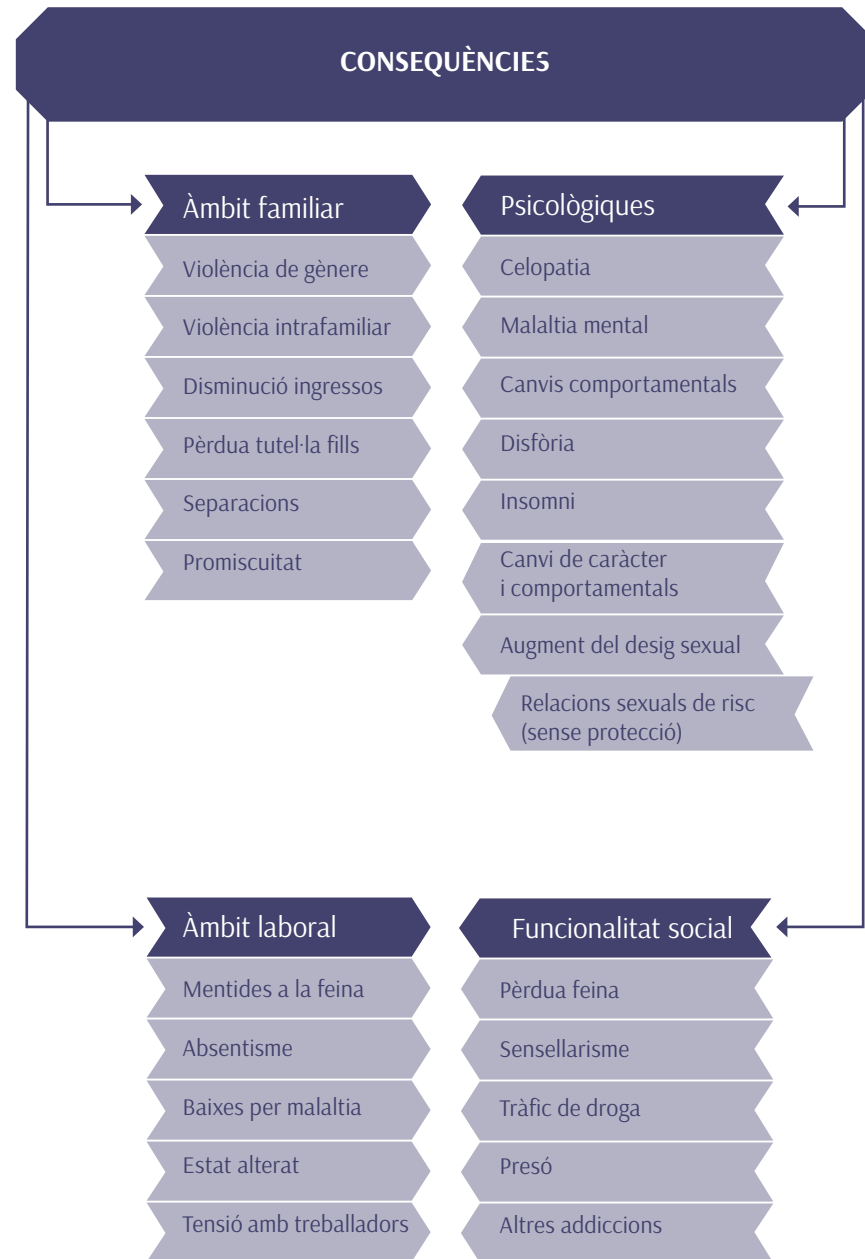 CONSEQUÈNCIES
Àmbit familiar
Violència de gènere
Violència intrafamiliar
Disminució ingressos
Pèrdua tutel·la fills
Separacions
Promiscuitat
Psicològiques
Celopatia
Malaltia mental
Canvis comportamentals
Disfòria
Insomni
Canvi de caràcter
i comportamentals
Augment del desig sexual
Relacions sexuals de risc
(sense protecció)
Àmbit laboral
Mentides a la feina
Absentisme
Baixes per malaltia
Estat alterat
Tensió amb treballadors
Funcionalitat social
Pèrdua feina
Sensellarisme
Tràfic de droga
Presó
Altres addiccions